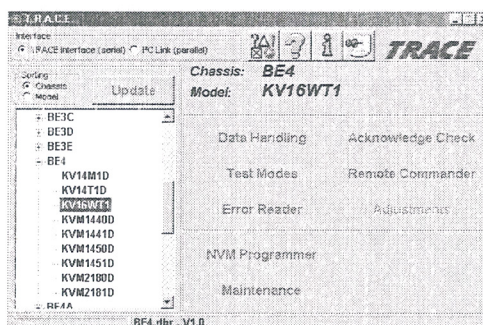 T.R.A.C.E.
Interface
TRACE Interface (serial) PC Link (parallel)
TRACE
Sorting
Chassis
Model
Update
Chassis: BE4
Model: KV16WT1
BE3C
BE3D
BE3E
BE4
KV14M1D
KV14T1D
KV16WT1
KVM1440D
KVM1441D
KVM1450D
KVM1451D
KVM2180D
KVM2181D
BE4A
Data Handling Acknowledge Check
Test Modes Remote Commander
Error Reader Adjustments
NVM Programmer
Maintenance
BE4.dbr , V1.0